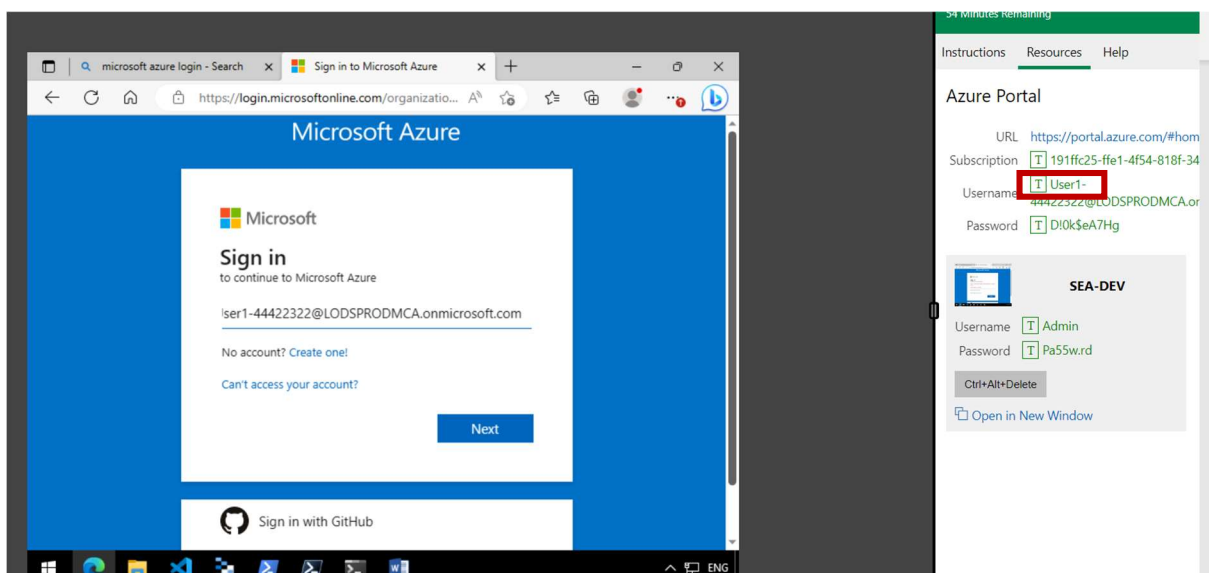 54 Minutes Remaining
microsoft azure login - Search
Sign in to Microsoft Azure
https://login.microsoftonline.com/organizatio...
Instructions Resources Help
Microsoft Azure
Azure Portal
URL https://portal.azure.com/#hom
Subscription T 191ffc25-ffe1-4f54-818f-34
Username T User1-
44422322@LODSPRODMCA.or
Password T D!0k$eA7Hg
Microsoft
Sign in
to continue to Microsoft Azure
ser1-44422322@LODSPRODMCA.onmicrosoft.com
No account? Create one!
Can't access your account?
Next
Sign in with GitHub
SEA-DEV
Username T Admin
Password T Pa55w.rd
Ctrl+Alt+Delete
Open in New Window
ENG